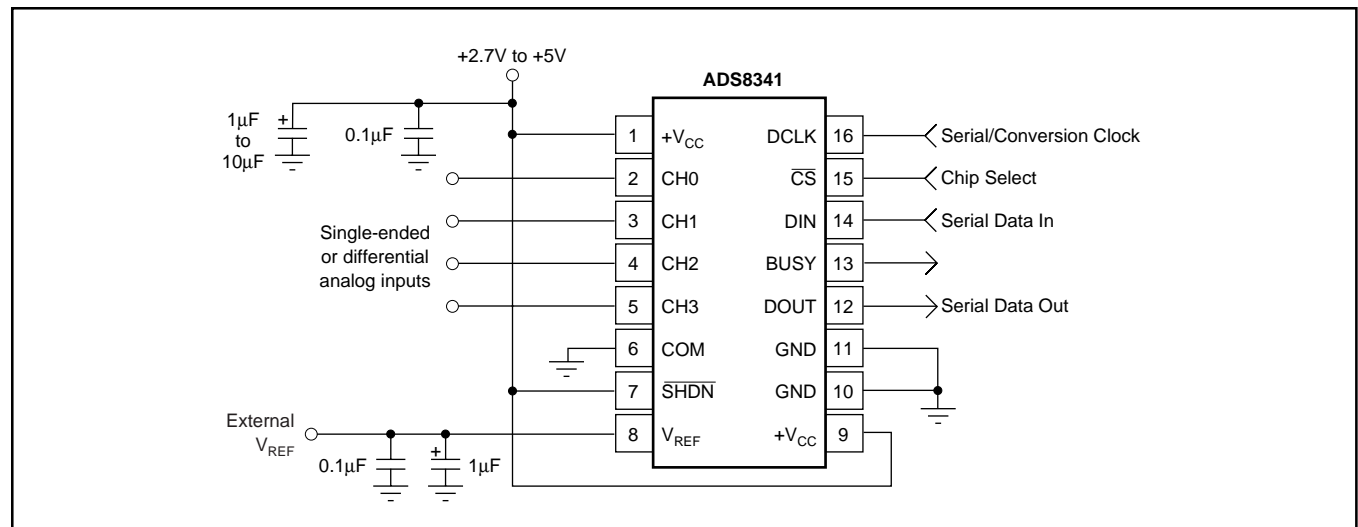 +2.7V to +5V
ADS8341
1µF
to
10µF
+
0.1µF
1 +VCC DCLK 16 Serial/Conversion Clock
2 CH0 CS 15 Chip Select
3 CH1 DIN 14 Serial Data In
Single-ended
or differential
analog inputs
4 CH2 BUSY 13
5 CH3 DOUT 12 Serial Data Out
6 COM GND 11
7 SHDN GND 10
External
VREF
8 VREF +VCC 9
0.1µF
+
1µF